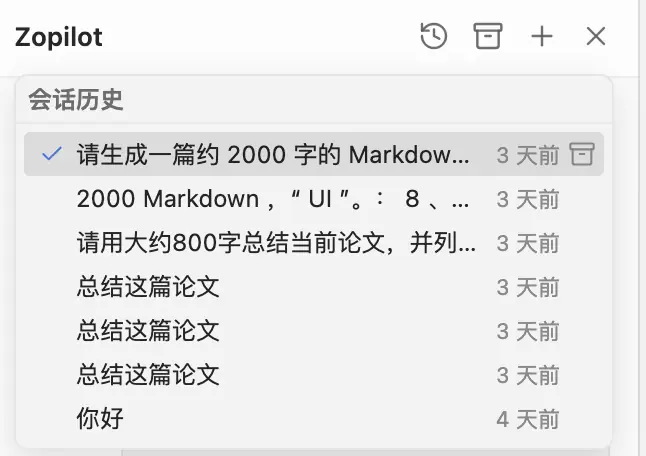 Zopilot
会话历史
请生成一篇约 2000 字的 Markdow... 3 天前
2000 Markdown ，“ UI ”。： 8 、... 3 天前
请用大约800字总结当前论文，并列... 3 天前
总结这篇论文 3 天前
总结这篇论文 3 天前
总结这篇论文 3 天前
你好 4 天前